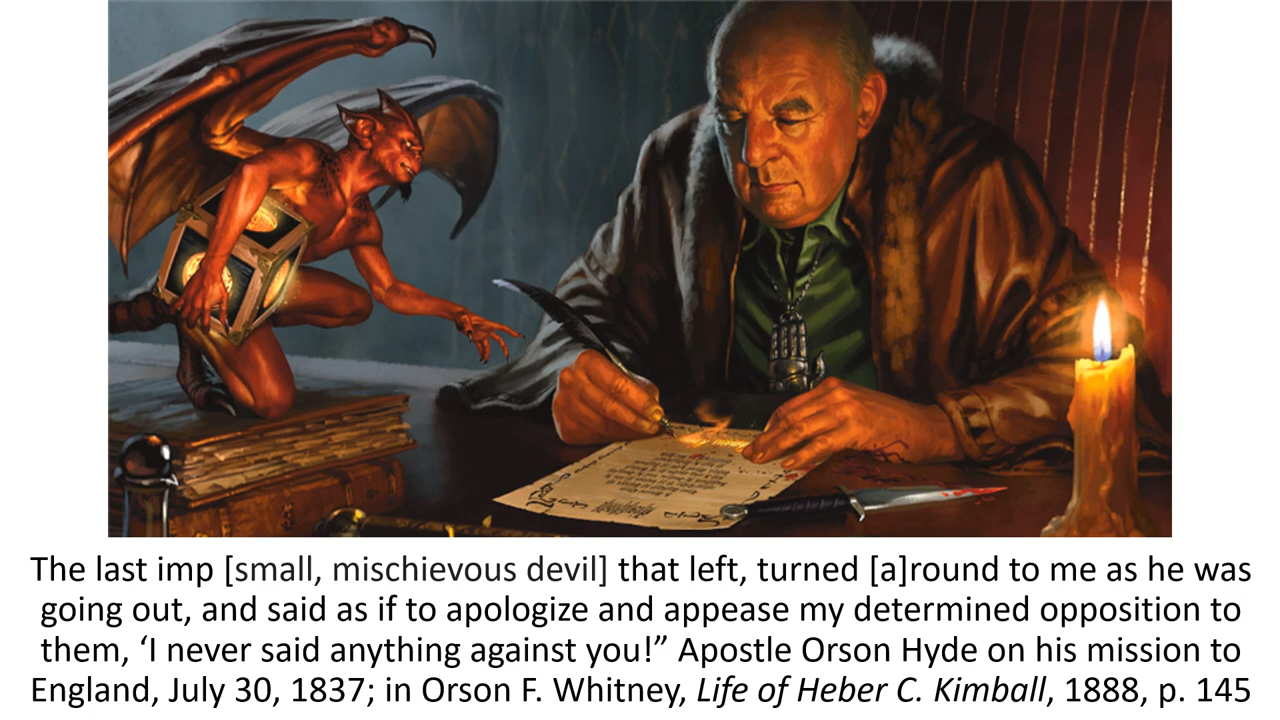 The last imp [small, mischievous devil] that left, turned [a]round to me as he was
going out, and said as if to apologize and appease my determined opposition to
them, ‘I never said anything against you!” Apostle Orson Hyde on his mission to
England, July 30, 1837; in Orson F. Whitney, Life of Heber C. Kimball, 1888, p. 145